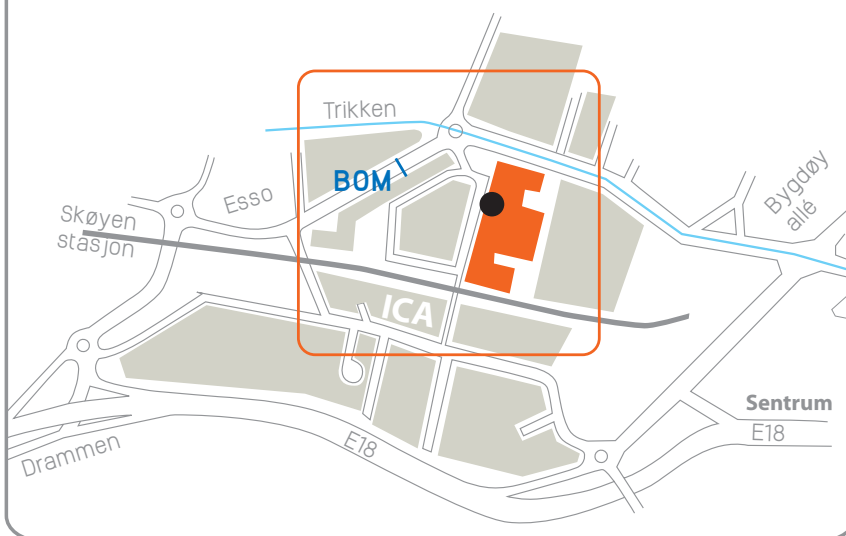 Trikken
BOM
Esso
Bygdøy
allé
Skøyen
stasjon
ICA
Sentrum
E18
E18
Drammen